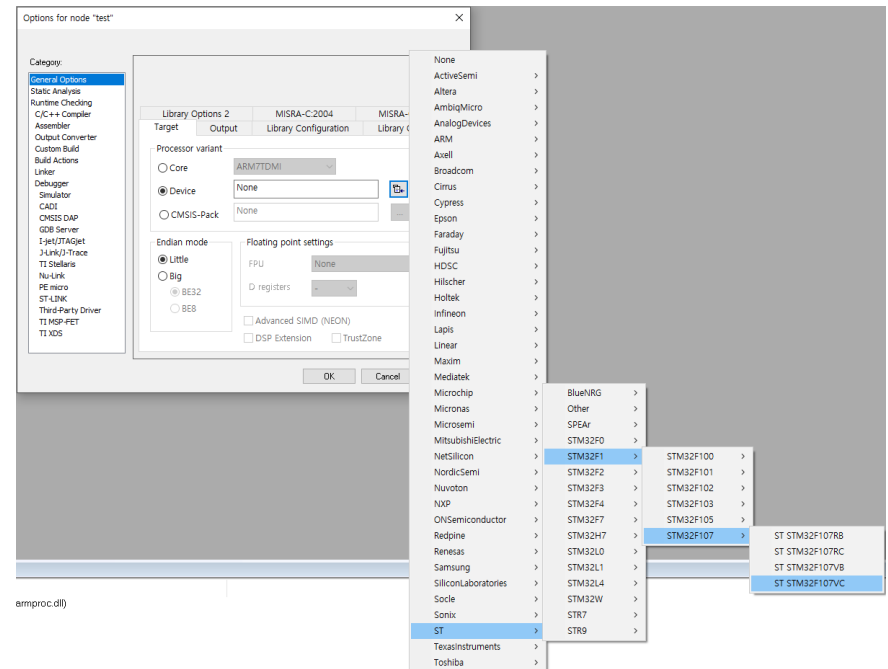 Options for node "test"
Category:
General Options
Static Analysis
Runtime Checking
C/C++ Compiler
Assembler
Output Converter
Custom Build
Build Actions
Linker
Debugger
Simulator
CADI
CMSIS DAP
GDB Server
I-jet/JTAGjet
J-Link/J-Trace
TI Stellaris
Nu-Link
PE micro
ST-LINK
Third-Party Driver
TI MSP-FET
TI XDS
Library Options 2
MISRA-C:2004
Target
Output
Library Configuration
Processor variant
Core
ARM7TDMI
Device
None
CMSIS-Pack
None
...
Endian mode
Little
Big
BE32
BE8
Floating point settings
FPU
None
D registers
-
Advanced SIMD (NEON)
DSP Extension
TrustZone
OK
Cancel
None
ActiveSemi
Altera
AmbiqMicro
AnalogDevices
ARM
Axell
Broadcom
Cirrus
Cypress
Epson
Faraday
Fujitsu
HDSC
Hilscher
Holtek
Infineon
Lapis
Linear
Maxim
Mediatek
Microchip
Micronas
Microsemi
MitsubishiElectric
NetSilicon
NordicSemi
Nuvoton
NXP
ONSemiconductor
Redpine
Renesas
Samsung
SiliconLaboratories
Socle
Sonix
ST
TexasInstruments
Toshiba
BlueNRG
Other
SPEAr
STM32F0
STM32F1
STM32F2
STM32F3
STM32F4
STM32F7
STM32H7
STM32L0
STM32L1
STM32L4
STM32W
STR7
STR9
STM32F100
STM32F101
STM32F102
STM32F103
STM32F105
STM32F107
ST STM32F107RB
ST STM32F107RC
ST STM32F107VB
ST STM32F107VC
armproc.dll)